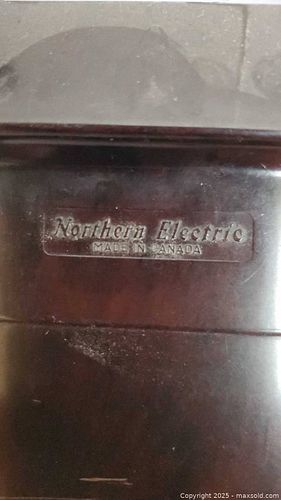 Northern Electric
MADE IN CANADA
Copyright 2025 - maxsold.com